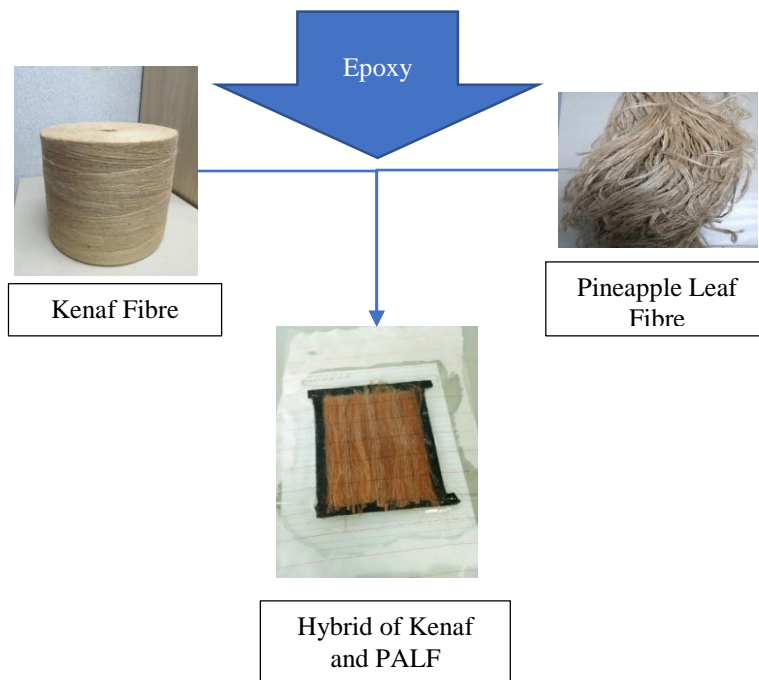 Epoxy
Kenaf Fibre
Pineapple Leaf
Fibre
Hybrid of Kenaf
and PALF